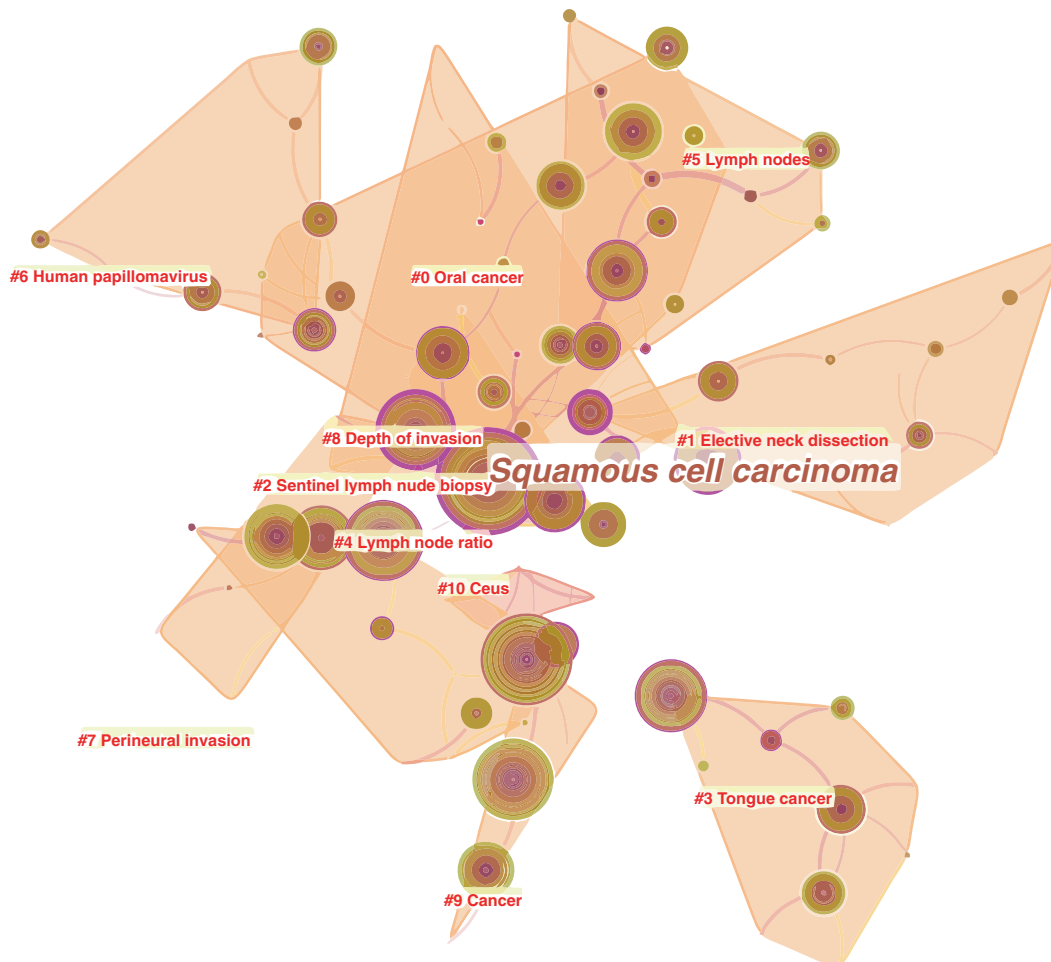 #5 Lymph nodes
#6 Human papillomavirus
#0 Oral cancer
#8 Depth of invasion
#1 Elective neck dissection
Squamous cell carcinoma
#2 Sentinel lymph nude biopsy
#4 Lymph node ratio
#10 Ceus
#7 Perineural invasion
#3 Tongue cancer
#9 Cancer